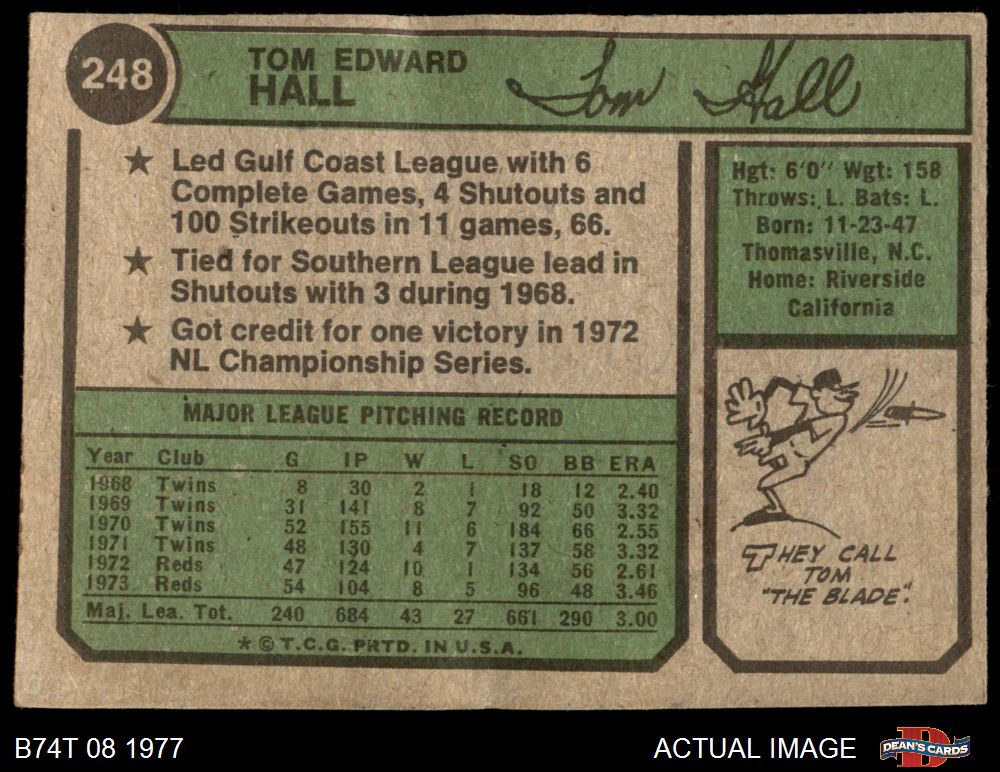 248
TOM EDWARD
HALL
Tom Hall
★ Led Gulf Coast League with 6
Complete Games, 4 Shutouts and
100 Strikeouts in 11 games, 66.
★ Tied for Southern League lead in
Shutouts with 3 during 1968.
★ Got credit for one victory in 1972
NL Championship Series.
Hgt: 6'0'' Wgt: 158
Throws: L. Bats: L.
Born: 11-23-47
Thomasville, N.C.
Home: Riverside
California
MAJOR LEAGUE PITCHING RECORD
Year Club G IP W L SO BB ERA
1968 Twins 8 30 2 1 18 12 2.40
1969 Twins 31 141 8 7 92 50 3.32
1970 Twins 52 155 11 6 184 66 2.55
1971 Twins 48 130 4 7 137 58 3.32
1972 Reds 47 124 10 1 134 56 2.61
1973 Reds 54 104 8 5 96 48 3.46
Maj. Lea. Tot. 240 684 43 27 661 290 3.00
* © T.C.G. PRTD. IN U.S.A.
THEY CALL
TOM
"THE BLADE".
B74T 08 1977
ACTUAL IMAGE
DEAN'S CARDS